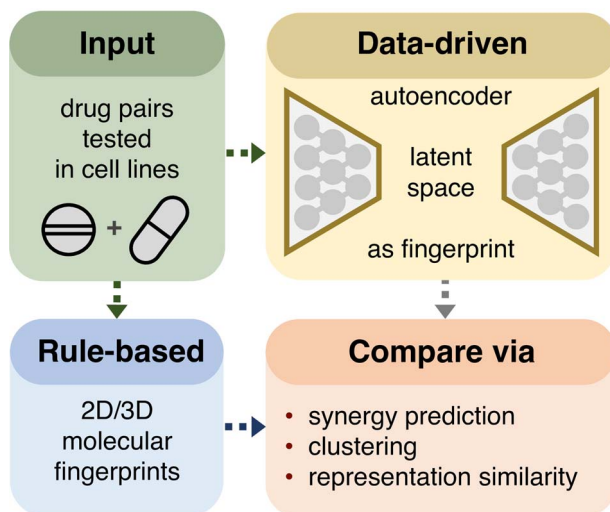 Input
drug pairs
tested
in cell lines
+
Data-driven
autoencoder
latent
space
as fingerprint
Rule-based
2D/3D
molecular
fingerprints
Compare via
• synergy prediction
• clustering
• representation similarity